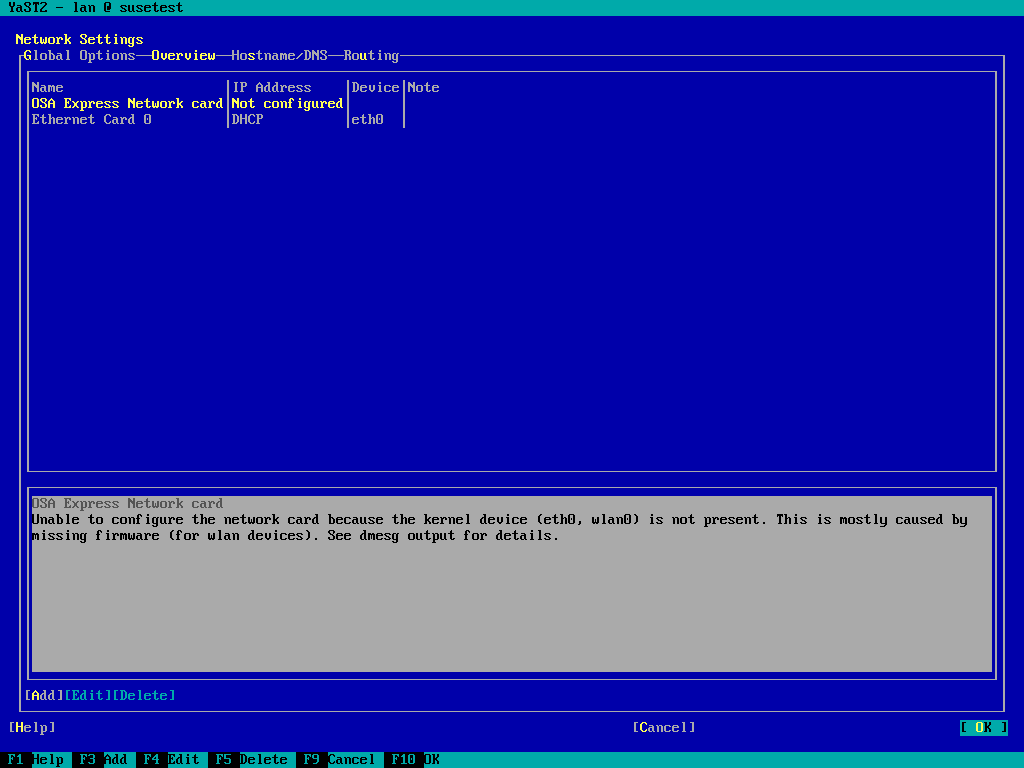 YaST2 - lan @ susetest
Network Settings
Global Options Overview Hostname/DNS Routing
Name IP Address Device Note
OSA Express Network card Not configured
Ethernet Card 0 DHCP eth0
OSA Express Network card
Unable to configure the network card because the kernel device (eth0, wlan0) is not present. This is mostly caused by
missing firmware (for wlan devices). See dmesg output for details.
[Add][Edit][Delete]
[Help] [Cancel] [ OK ]
F1 Help F3 Add F4 Edit F5 Delete F9 Cancel F10 OK